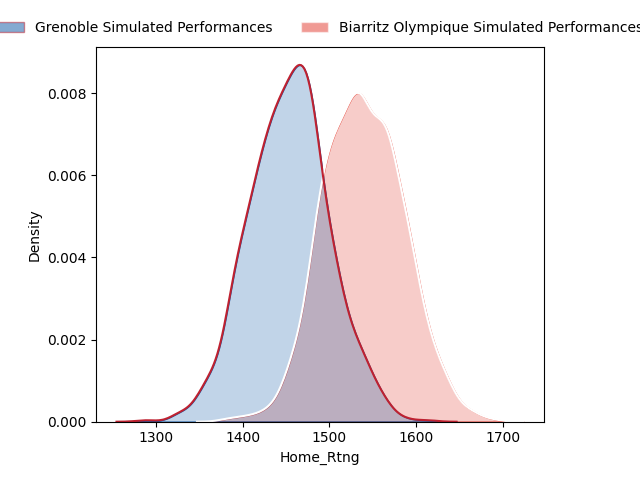 Grenoble Simulated Performances Biarritz Olympique Simulated Performances
0.008
0.006
0.004
0.002
0.000
Density
1300 1400 1500 1600 1700
Home_Rtng